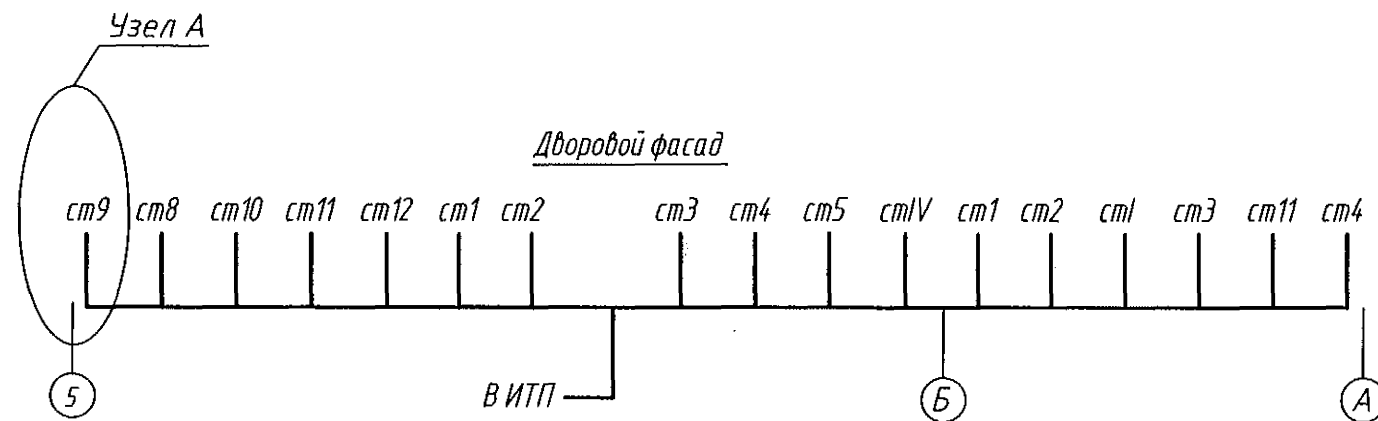 Узел А
Дворовой фасад
ст9 ст8 ст10 ст11 ст12 ст1 ст2 ст3 ст4 ст5 стIV ст1 ст2 стI ст3 ст11 ст4
5 В ИТП Б А